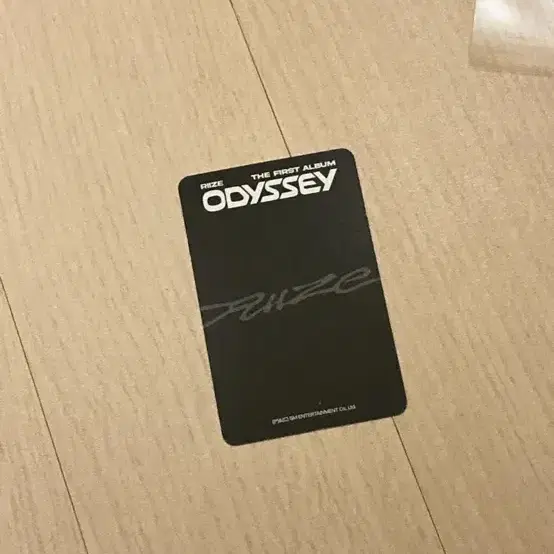 RIIZE THE FIRST ALBUM
ODYSSEY
RIIZE
SM ENTERTAINMENT Co., Ltd.